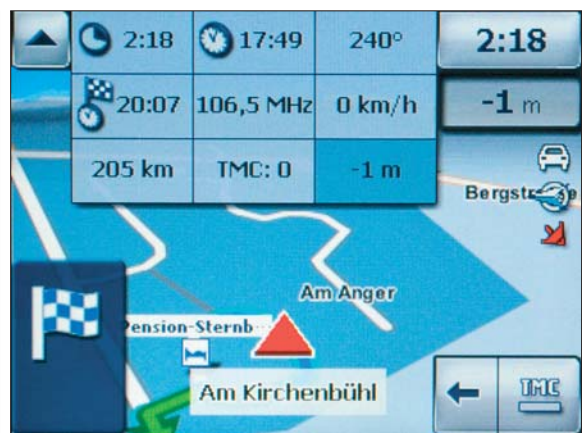 2:18
17:49
240°
2:18
20:07
106,5 MHz
0 km/h
-1 m
205 km
TMC: 0
-1 m
Bergstr
Am Anger
Pension-Sternb
Am Kirchenbühl
TMC